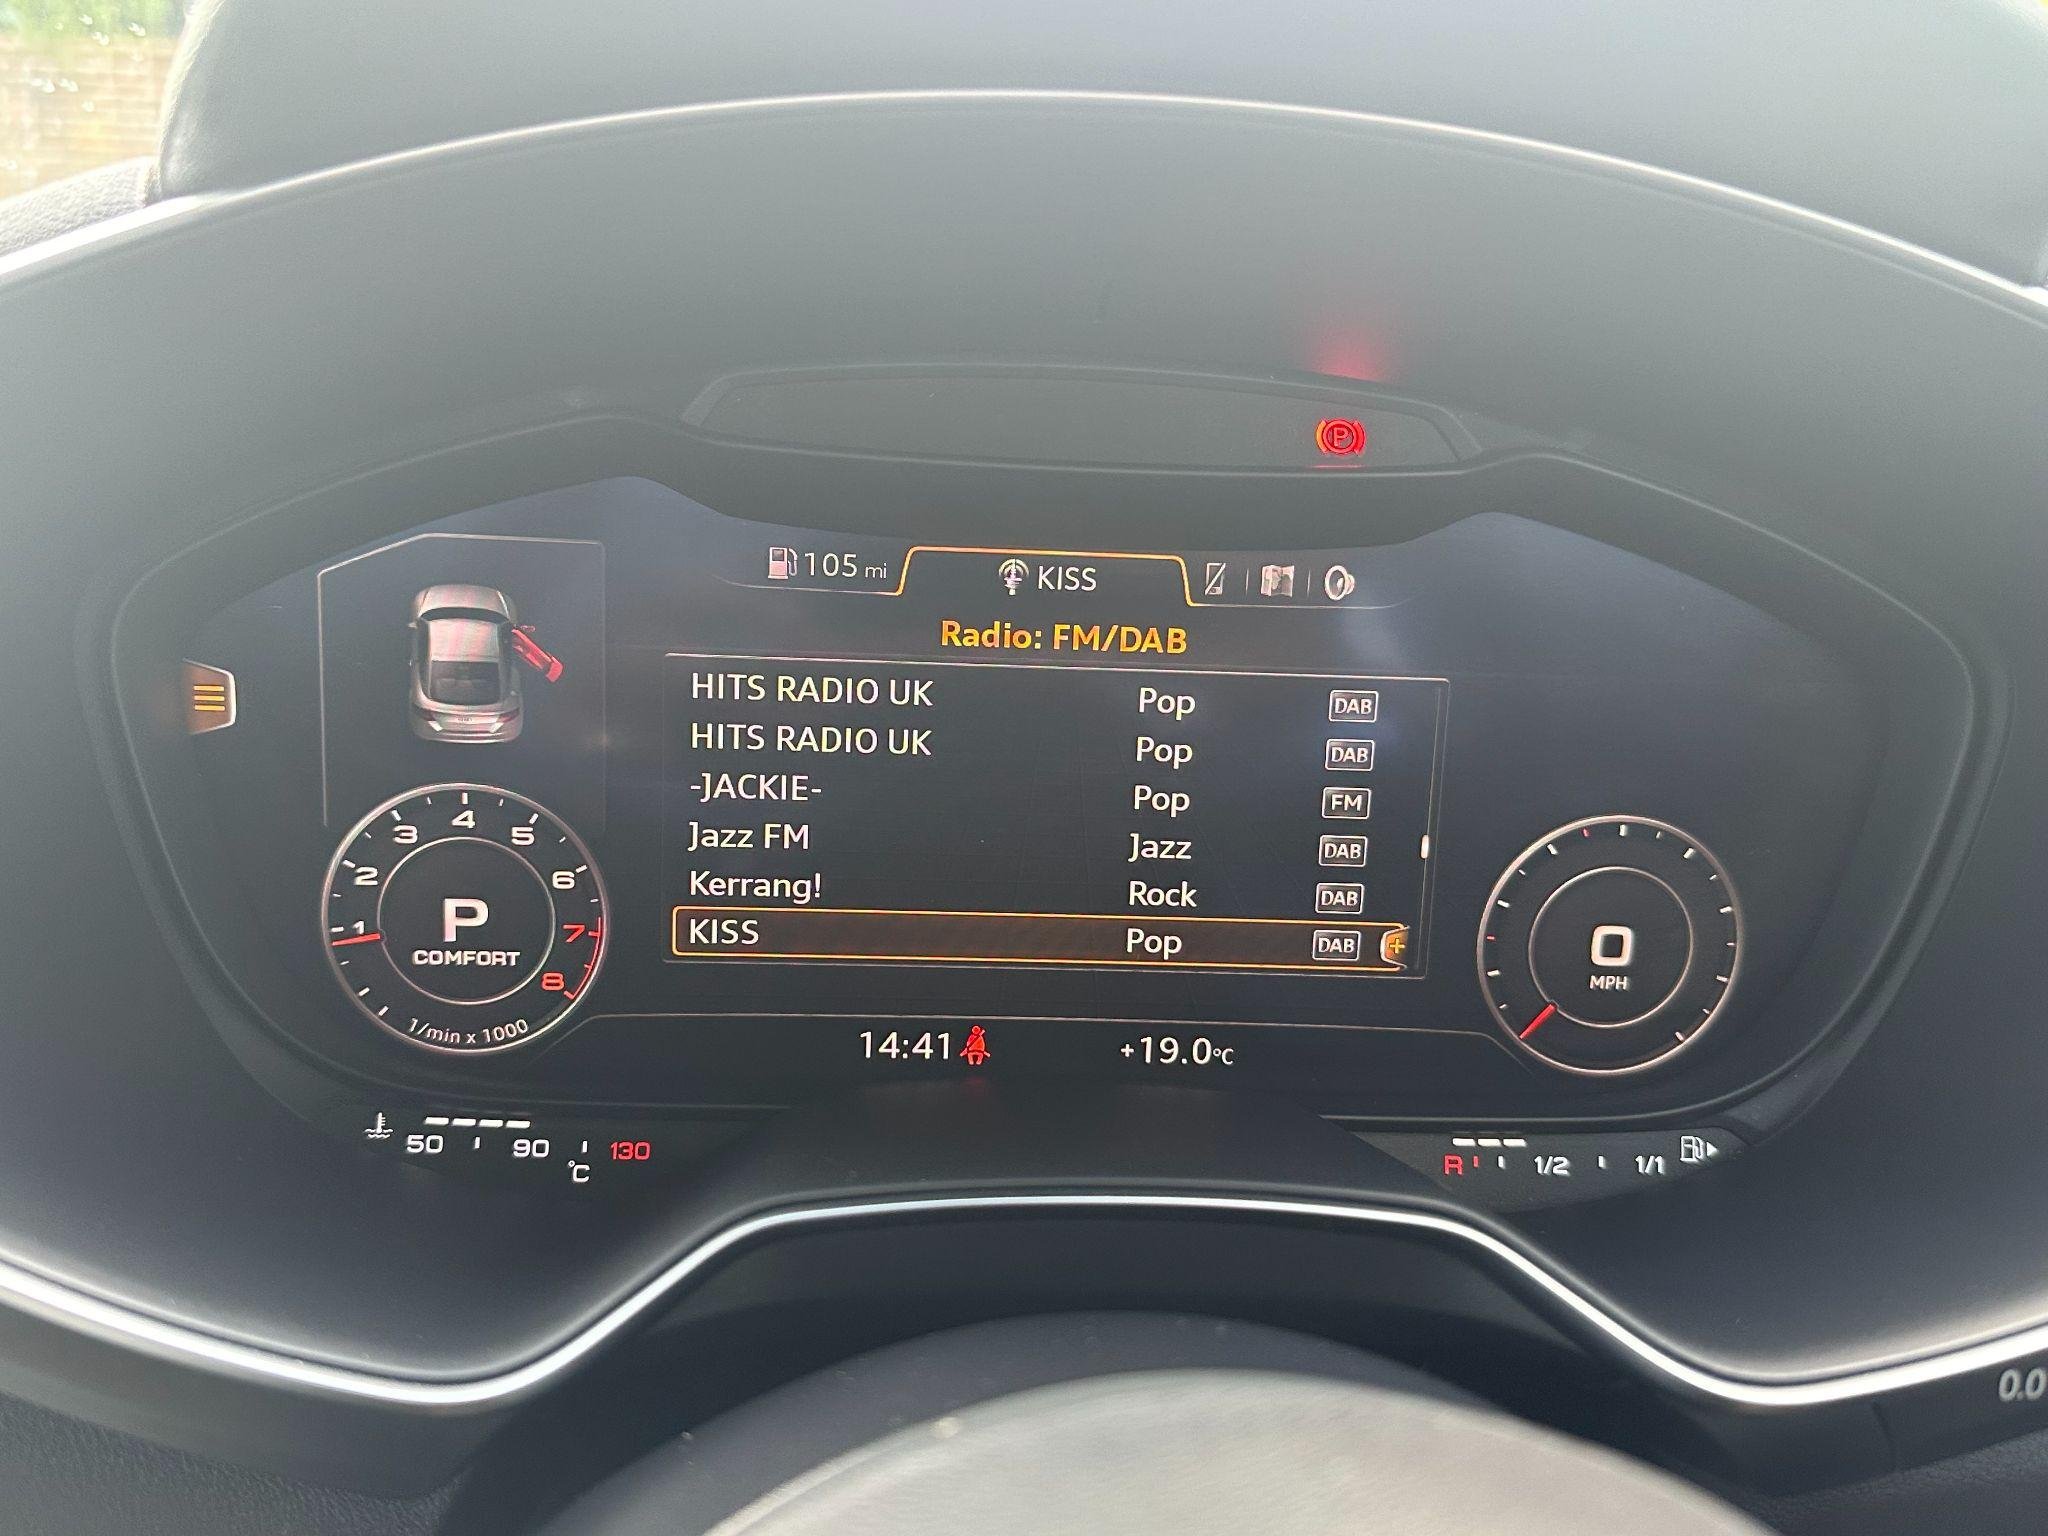 P
105 mi
KISS
Radio: FM/DAB
HITS RADIO UK Pop DAB
HITS RADIO UK Pop DAB
-JACKIE- Pop FM
Jazz FM Jazz DAB
Kerrang! Rock DAB
KISS Pop DAB +
1 2 3 4 5 6 7 8
P
COMFORT
1/min x 1000
0
MPH
14:41 +19.0°C
50 90 130
°C
R 1/2 1/1
0.0